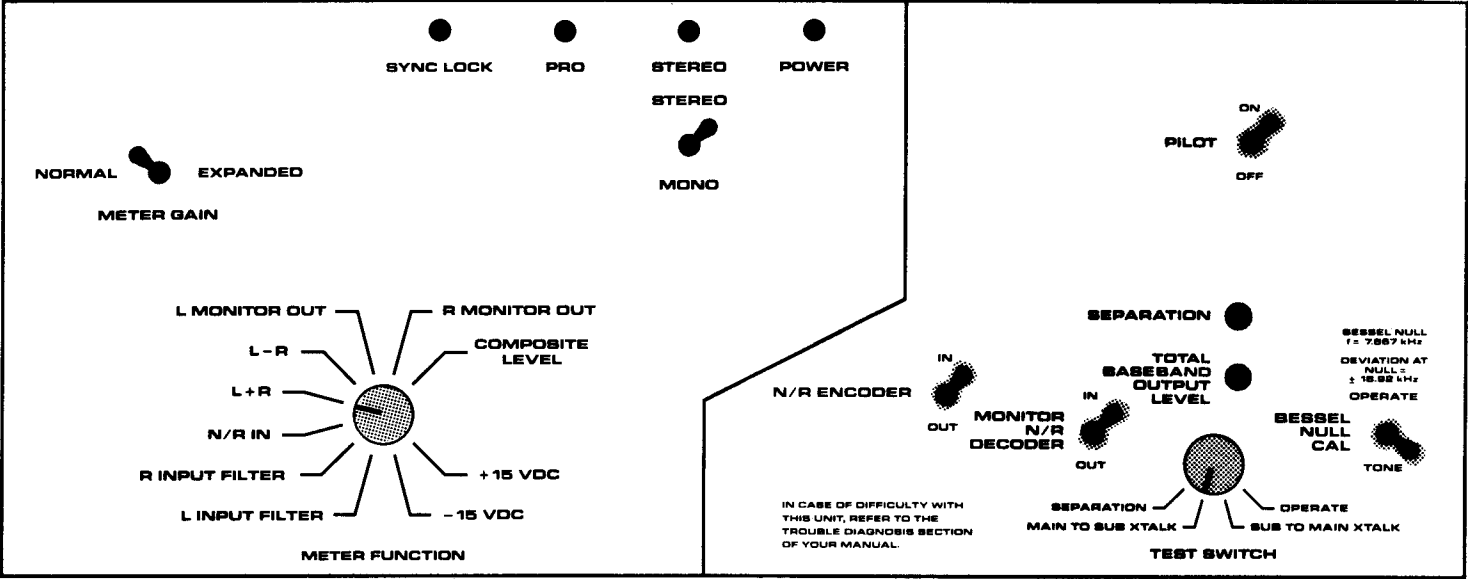 SYNC LOCK
PRO
STEREO
POWER
STEREO
MONO
NORMAL
EXPANDED
METER GAIN
L MONITOR OUT
R MONITOR OUT
L-R
COMPOSITE
LEVEL
L+R
N/R IN
R INPUT FILTER
+15 VDC
L INPUT FILTER
-15 VDC
METER FUNCTION
ON
PILOT
OFF
SEPARATION
BESSEL NULL
f = 7.867 kHz
TOTAL
BASEBAND
OUTPUT
LEVEL
DEVIATION AT
NULL =
± 18.92 kHz
OPERATE
IN
N/R ENCODER
OUT
IN
MONITOR
N/R
DECODER
OUT
BESSEL
NULL
CAL
TONE
SEPARATION
OPERATE
MAIN TO SUB XTALK
SUB TO MAIN XTALK
TEST SWITCH
IN CASE OF DIFFICULTY WITH
THIS UNIT, REFER TO THE
TROUBLE DIAGNOSIS SECTION
OF YOUR MANUAL.